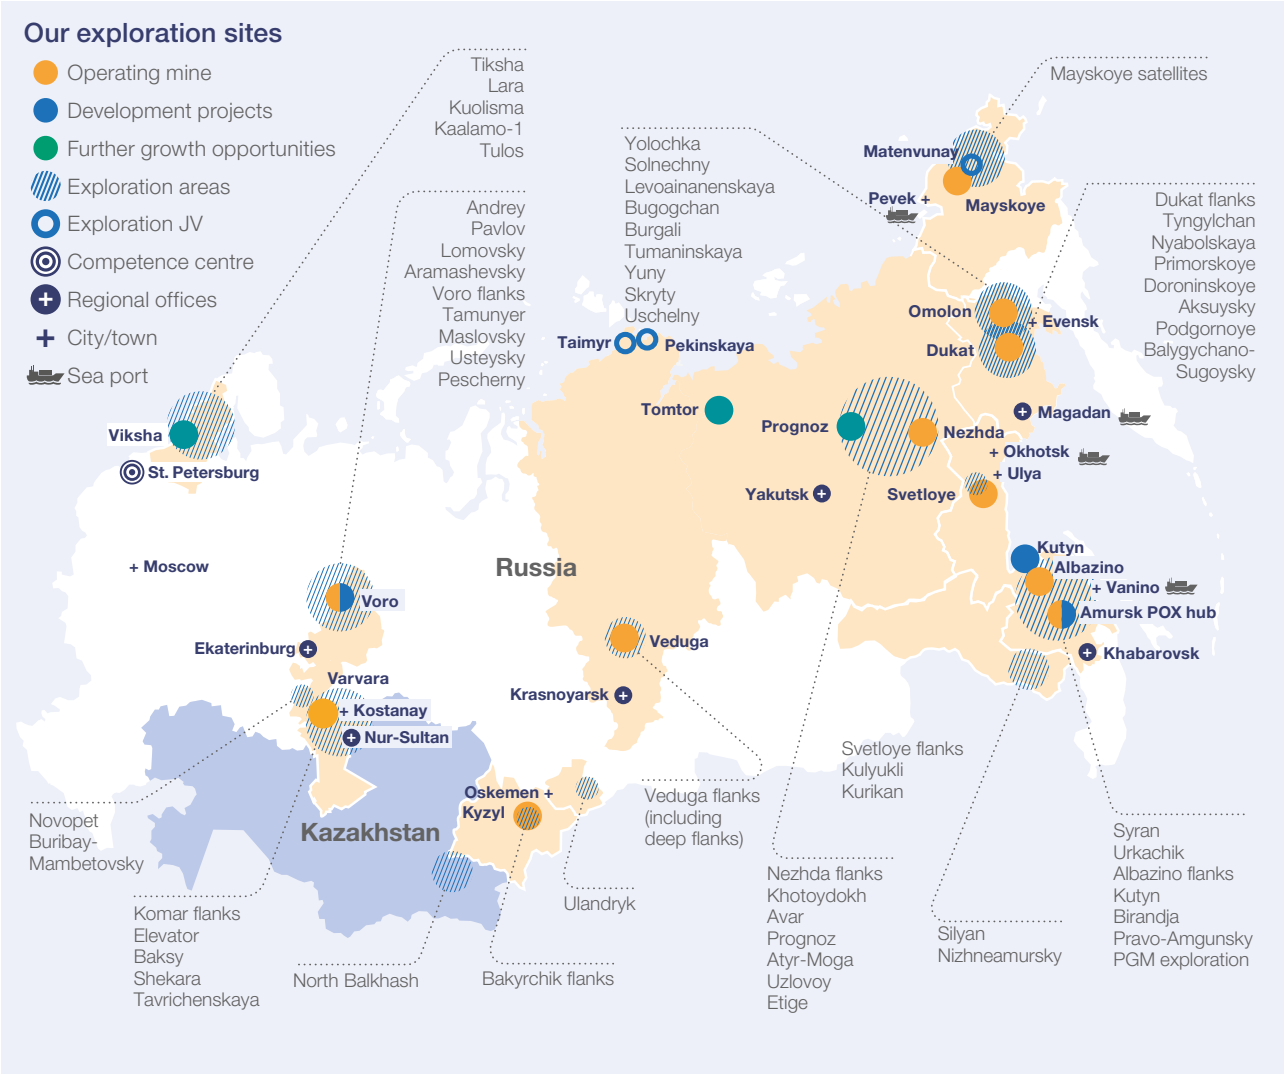 Our exploration sites
Operating mine
Development projects
Further growth opportunities
Exploration areas
Exploration JV
Competence centre
Regional offices
City/town
Sea port
Tiksha
Lara
Kuolisma
Kaalamo-1
Tulos
Andrey
Pavlov
Lomovsky
Aramashevsky
Voro flanks
Tamunyer
Maslovsky
Usteysky
Pescherny
Yolochka
Solnechny
Levoainanenskaya
Bugogchan
Burgali
Tumaninskaya
Yuny
Skryty
Uschelny
Mayskoye satellites
Dukat flanks
Tyngylchan
Nyabolskaya
Primorskoye
Doroninskoye
Aksuysky
Podgornoye
Balygychano-
Sugoysky
Matenvunay
Pevek +
Mayskoye
Omolon
+ Evensk
Dukat
Taimyr
Pekinskaya
Tomtor
Prognoz
Nezhda
Magadan
+ Okhotsk
+ Ulya
Svetloye
Yakutsk
Viksha
St. Petersburg
+ Moscow
Russia
Kutyn
Albazino
+ Vanino
Amursk POX hub
Khabarovsk
Voro
Ekaterinburg
Veduga
Krasnoyarsk
Varvara
+ Kostanay
Nur-Sultan
Oskemen +
Kyzyl
Kazakhstan
Novopet
Buribay-
Mambetovsky
Komar flanks
Elevator
Baksy
Shekara
Tavrichenskaya
North Balkhash
Bakyrchik flanks
Ulandryk
Veduga flanks
(including
deep flanks)
Svetloye flanks
Kulyukli
Kurikan
Nezhda flanks
Khotoydokh
Avar
Prognoz
Atyr-Moga
Uzlovoy
Etige
Silyan
Nizhneamursky
Syran
Urkachik
Albazino flanks
Kutyn
Birandja
Pravo-Amgunsky
PGM exploration